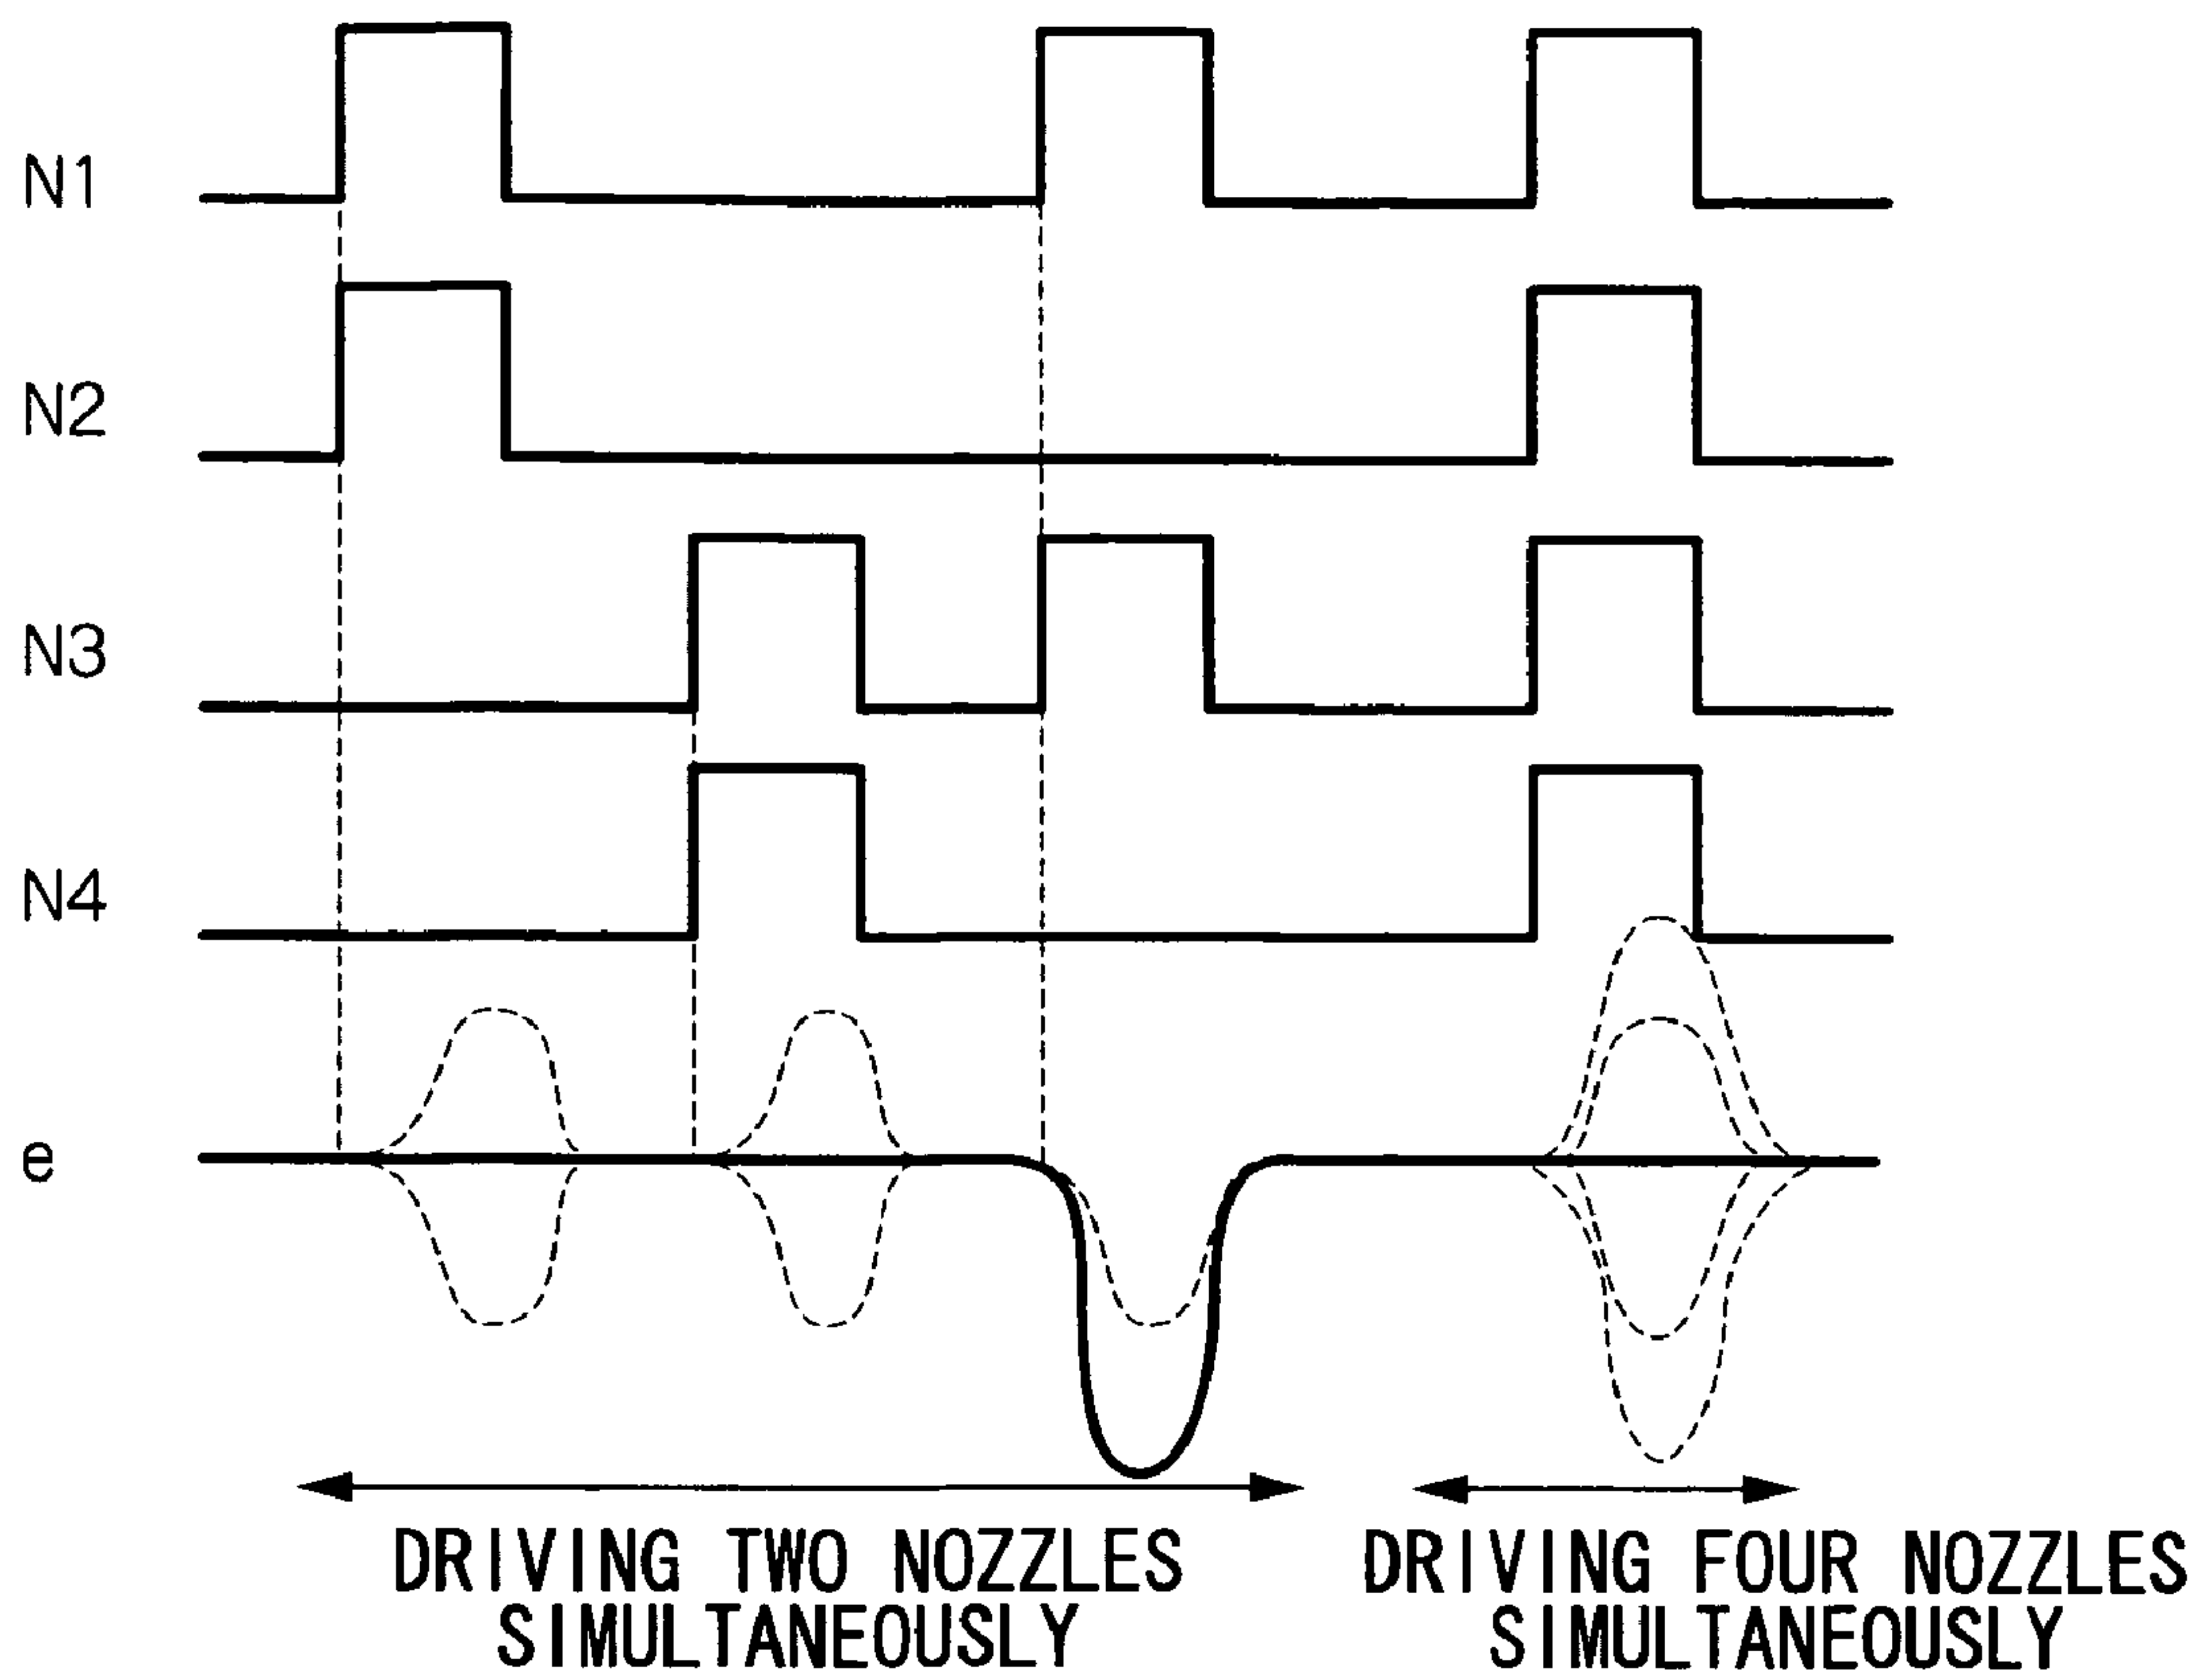 N1
N2
N3
N4
e
DRIVING TWO NOZZLES
SIMULTANEOUSLY
DRIVING FOUR NOZZLES
SIMULTANEOUSLY